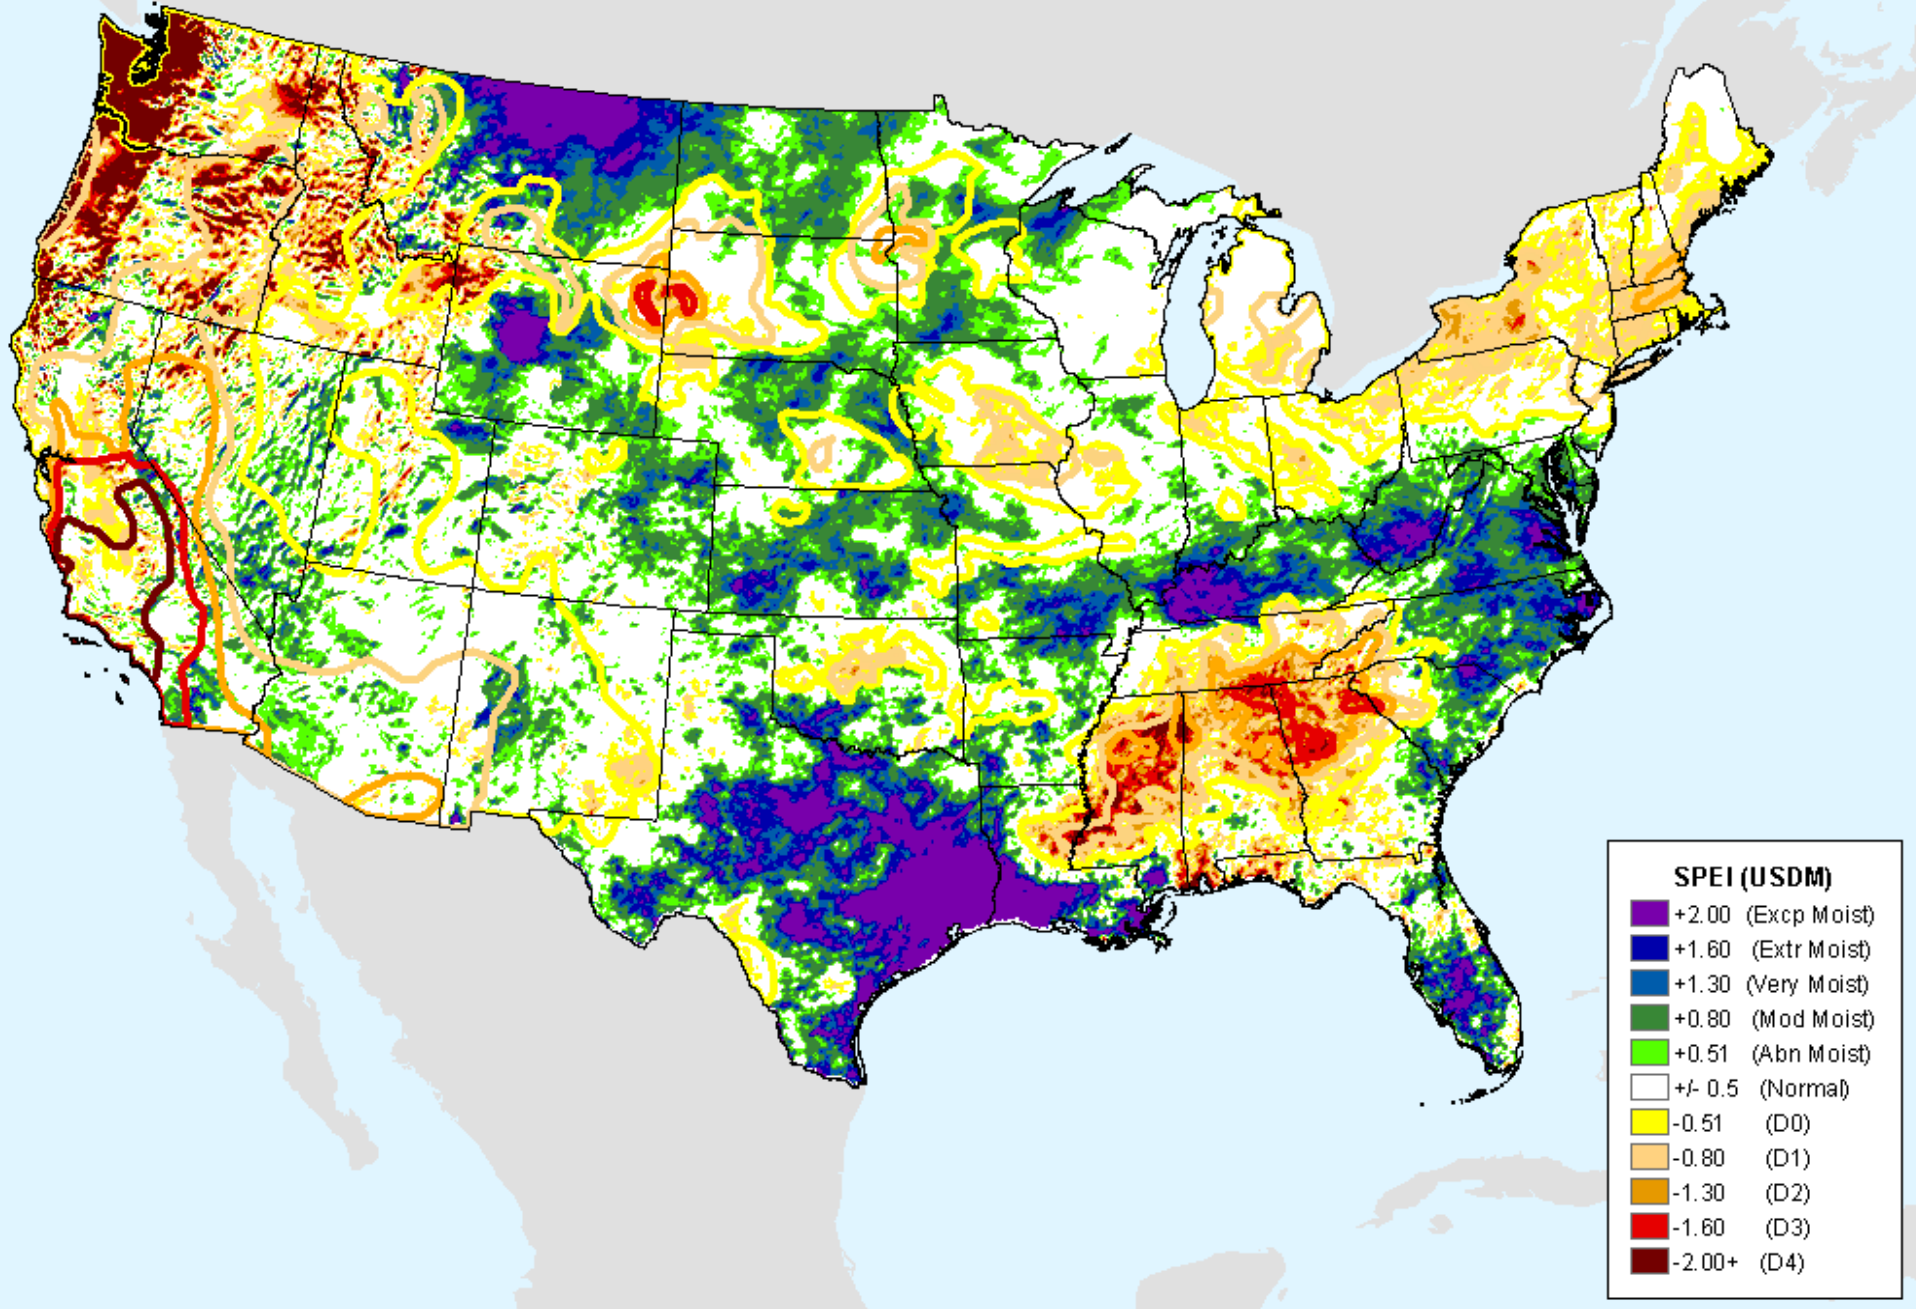 SPEI (USDM)
+2.00 (Excp Moist)
+1.60 (Extr Moist)
+1.30 (Very Moist)
+0.80 (Mod Moist)
+0.51 (Abn Moist)
+/- 0.5 (Normal)
-0.51 (D0)
-0.80 (D1)
-1.30 (D2)
-1.60 (D3)
-2.00+ (D4)